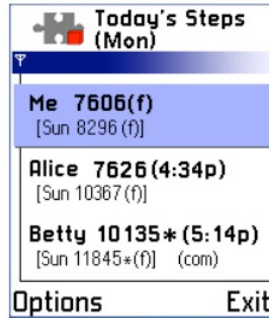 Today's Steps
(Mon)
Me 7606(f)
[Sun 8296 (f)]
Alice 7626(4:34p)
[Sun 10367(f)]
Betty 10135* (5:14p)
[Sun 11845*(f)] (com)
Options Exit